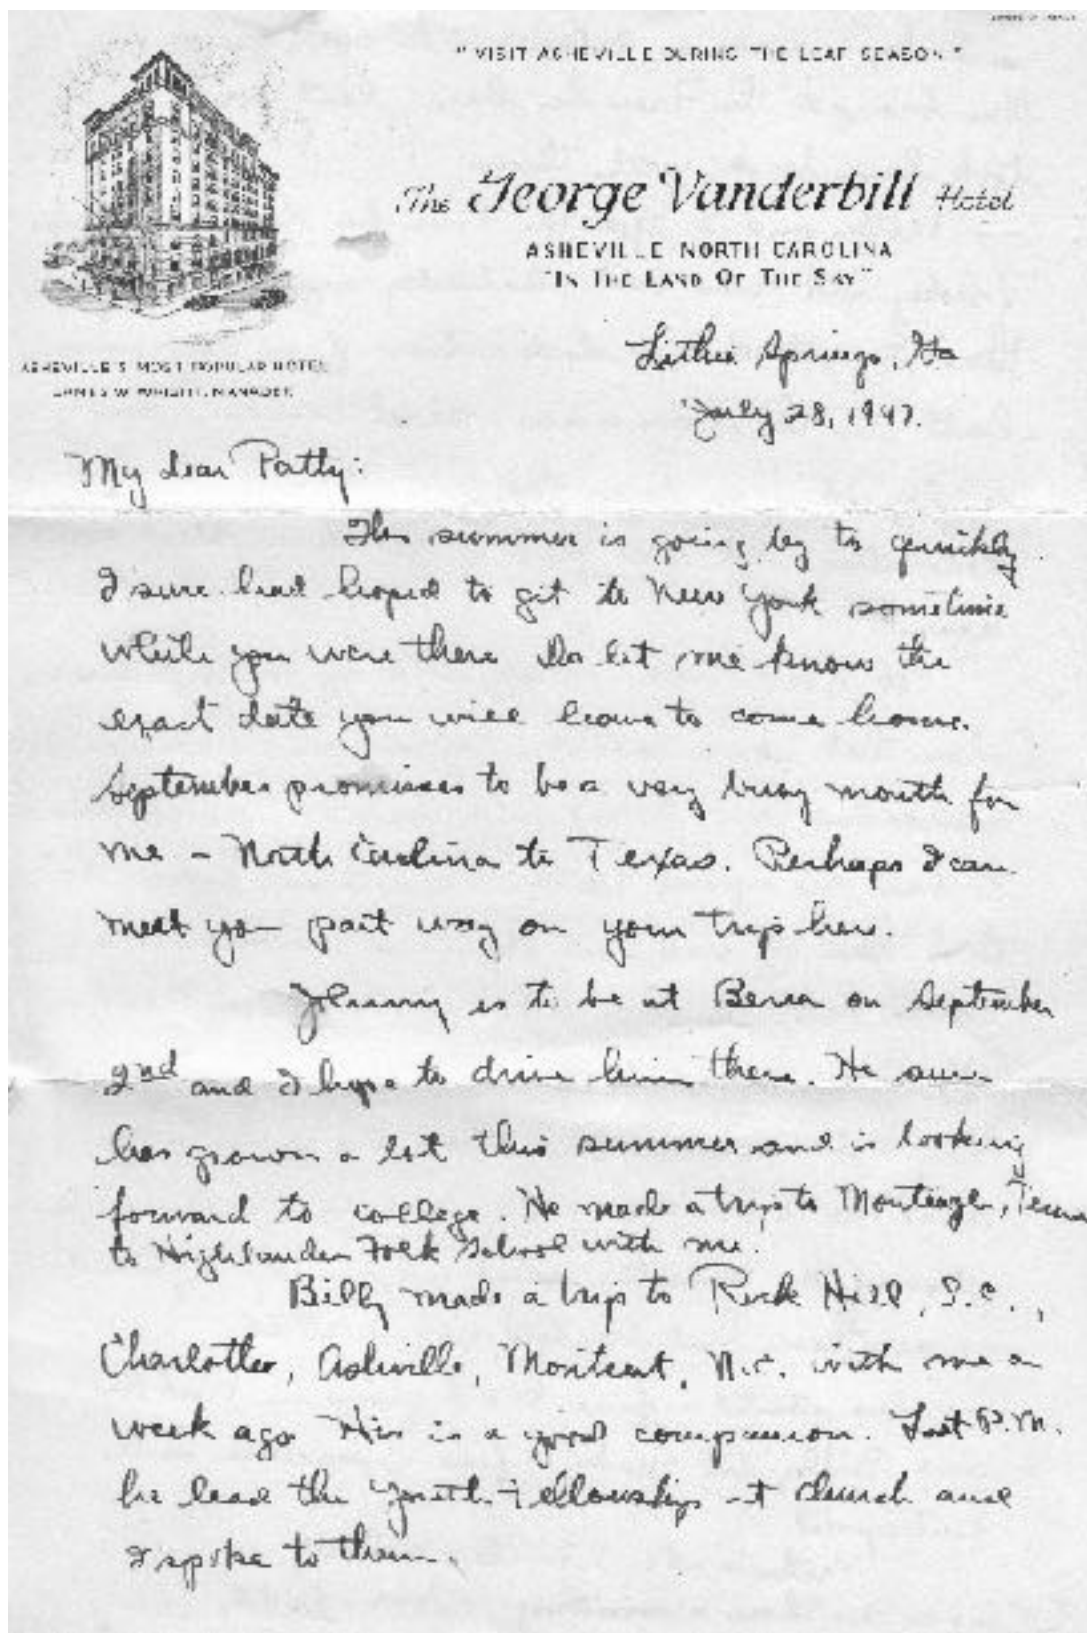 "VISIT ASHEVILLE DURING THE LEAF SEASON"
The George Vanderbilt Hotel
ASHEVILLE NORTH CAROLINA
"IN THE LAND OF THE SKY"
ASHEVILLE'S MOST POPULAR HOTEL
JAMES W WRIGHT, MANAGER
Lithia Springs, Ga
July 28, 1947.
My dear Patty:
The summer is going by to quickly
I sure had hoped to get to New York sometime
while you were there Do let me know the
exact date you will leave to come home.
September promises to be a very busy month for
me - North Carolina to Texas. Perhaps I can
meet you part way on your trip here.
Johnny is to be at Berea on September
2nd and I hope to drive him there. He sure
has grown a lot this summer and is looking
forward to college. He made a trip to Monteagle, Tenn
to Highlander Folk School with me.
Billy made a trip to Rock Hill, S.C.,
Charlotte, Asheville, Montreat, N.C. with me a
week ago He is a good companion. Last P.M.
he lead the Youth Fellowship at church and
I spoke to them.